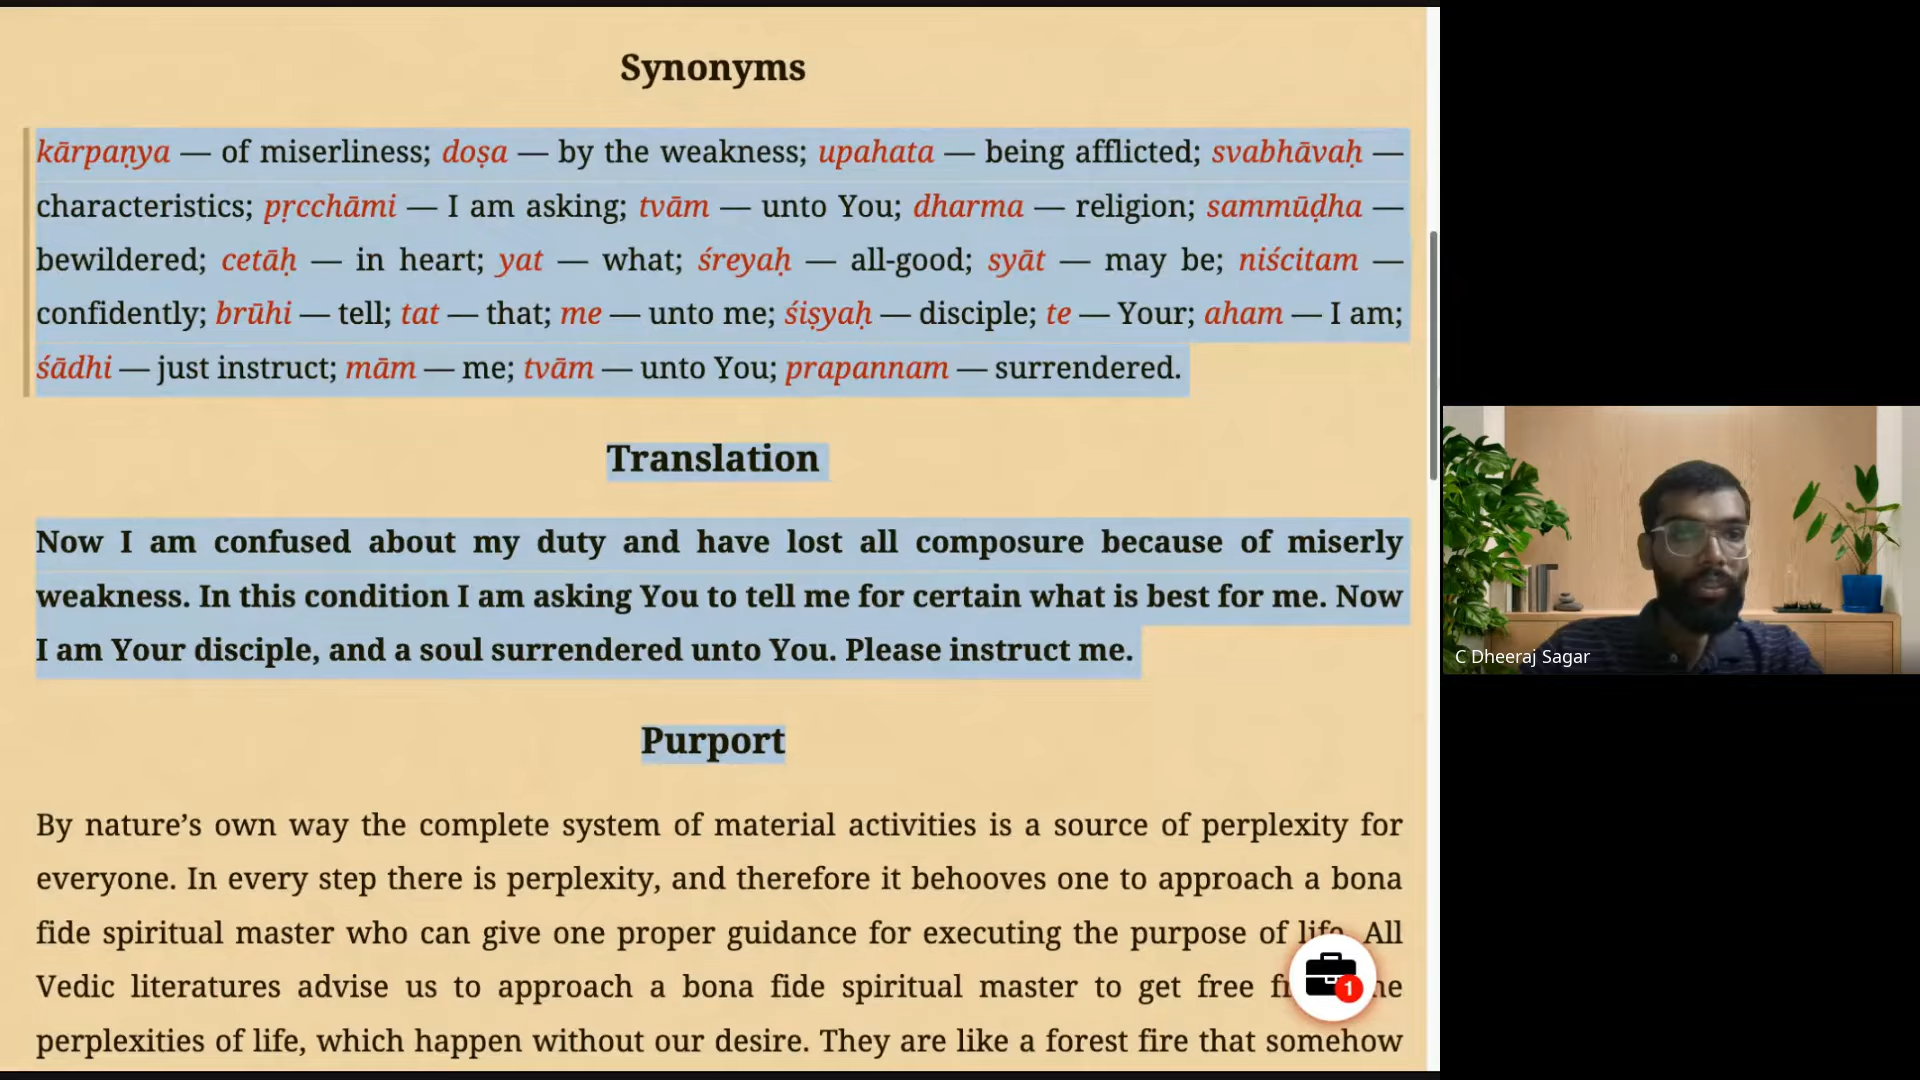 Synonyms
kārpaṇya — of miserliness; doṣa — by the weakness; upahata — being afflicted; svabhāvaḥ —
characteristics; pṛcchāmi — I am asking; tvām — unto You; dharma — religion; sammūḍha —
bewildered; cetāḥ — in heart; yat — what; śreyaḥ — all-good; syāt — may be; niścitam —
confidently; brūhi — tell; tat — that; me — unto me; śiṣyaḥ — disciple; te — Your; aham — I am;
śādhi — just instruct; mām — me; tvām — unto You; prapannam — surrendered.
Translation
Now I am confused about my duty and have lost all composure because of miserly
weakness. In this condition I am asking You to tell me for certain what is best for me. Now
I am Your disciple, and a soul surrendered unto You. Please instruct me.
C Dheeraj Sagar
Purport
By nature’s own way the complete system of material activities is a source of perplexity for
everyone. In every step there is perplexity, and therefore it behooves one to approach a bona
fide spiritual master who can give one proper guidance for executing the purpose of life. All
Vedic literatures advise us to approach a bona fide spiritual master to get free
1
perplexities of life, which happen without our desire. They are like a forest fire that somehow